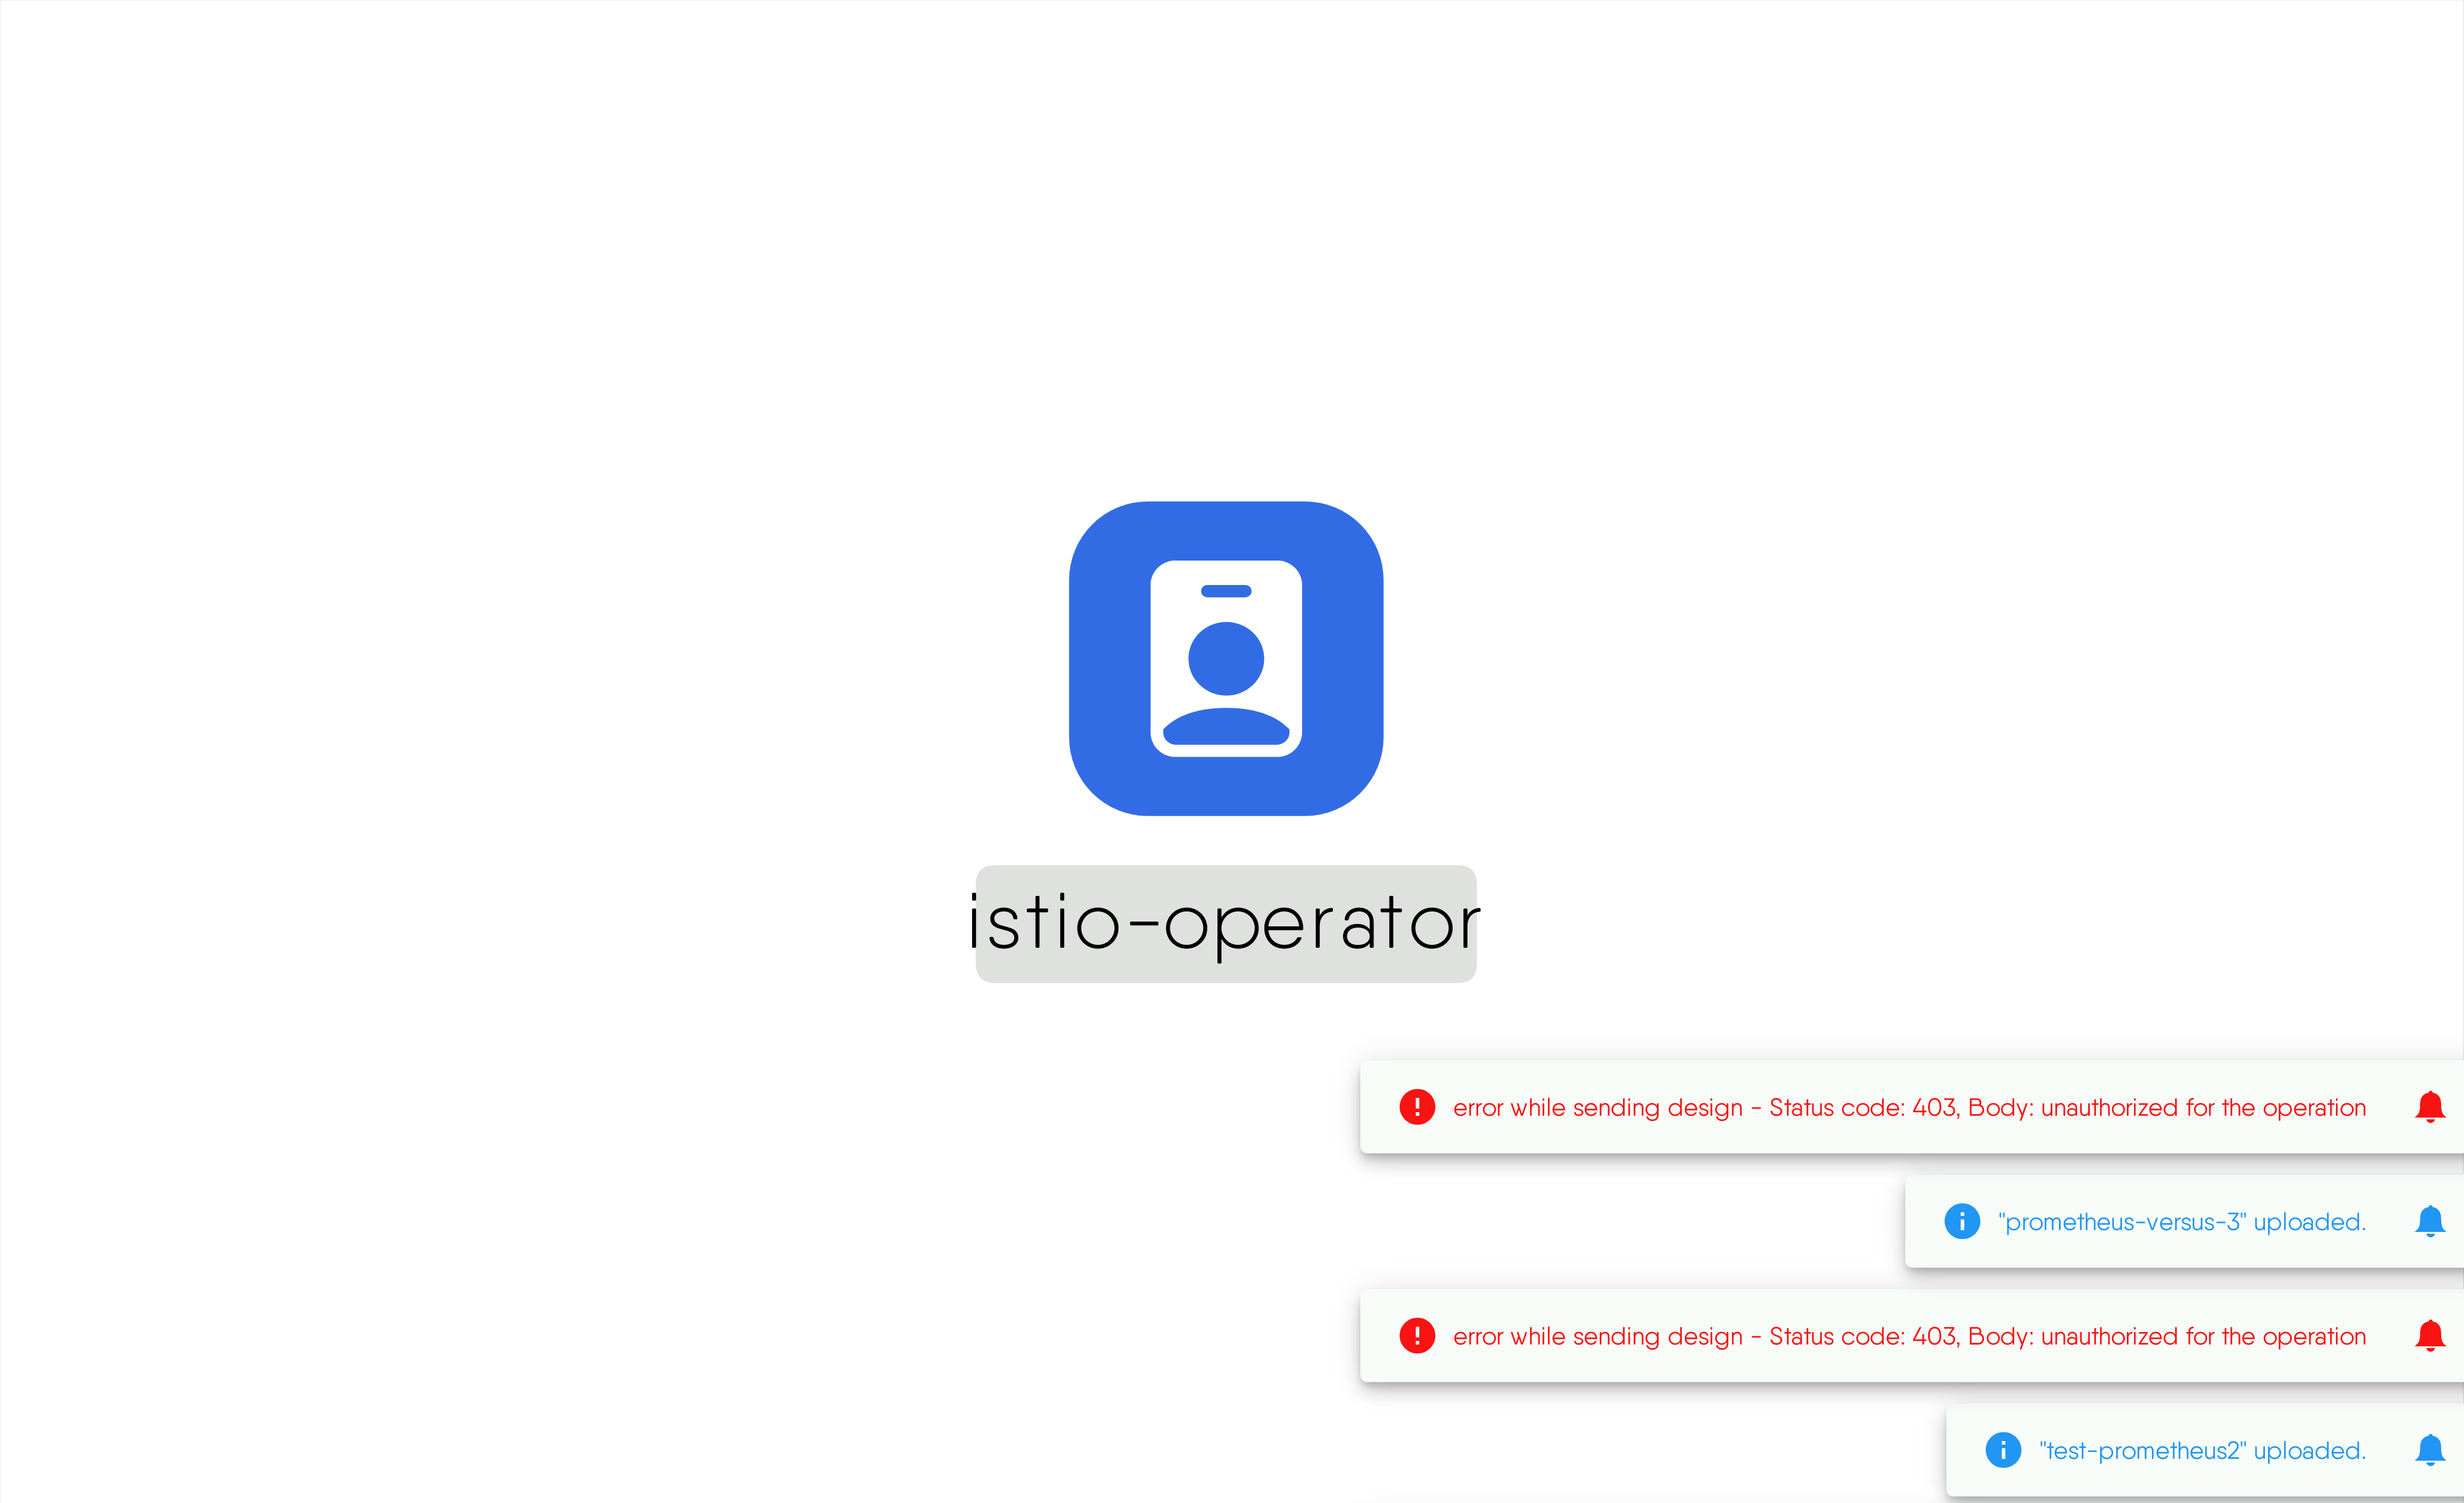 istio-operator
error while sending design - Status code: 403, Body: unauthorized for the operation
"prometheus-versus-3" uploaded.
error while sending design - Status code: 403, Body: unauthorized for the operation
"test-prometheus2" uploaded.